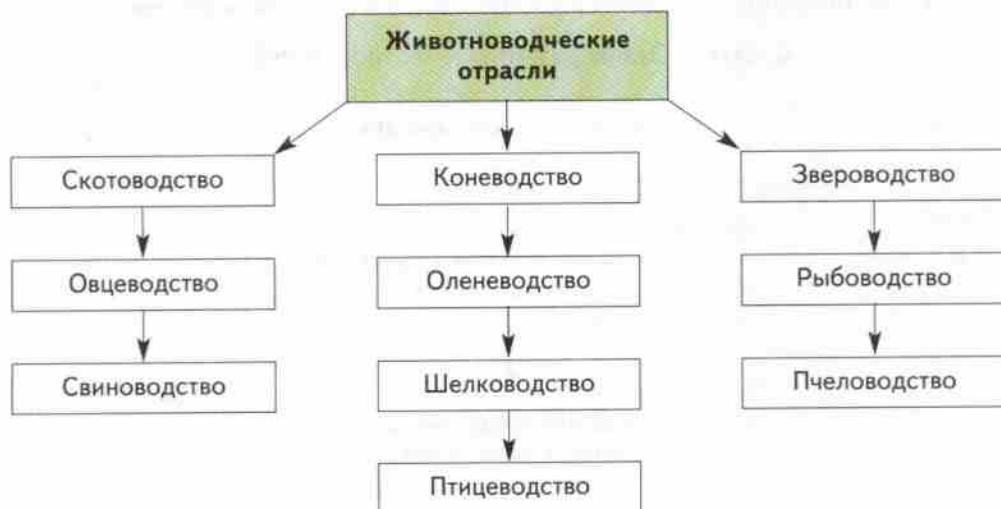 Животноводческие
отрасли
Скотоводство
Коневодство
Звероводство
Овцеводство
Оленеводство
Рыбоводство
Свиноводство
Шелководство
Пчеловодство
Птицеводство